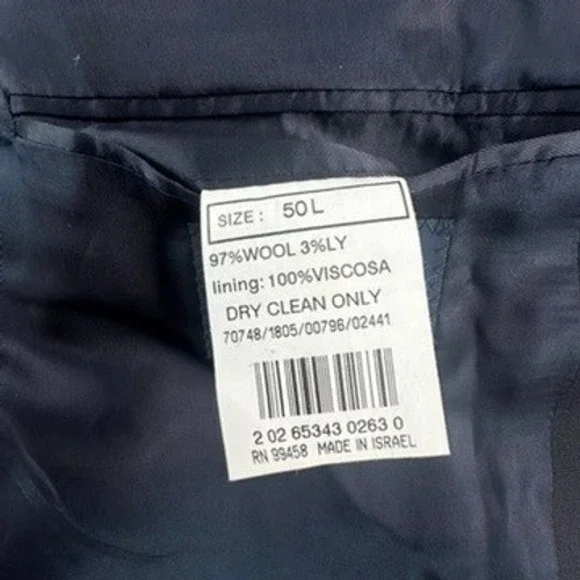 SIZE: 50L
97%WOOL 3%LY
lining: 100%VISCOSA
DRY CLEAN ONLY
70748/1805/00796/02441
2 02 65343 0263 0
RN 99458 MADE IN ISRAEL